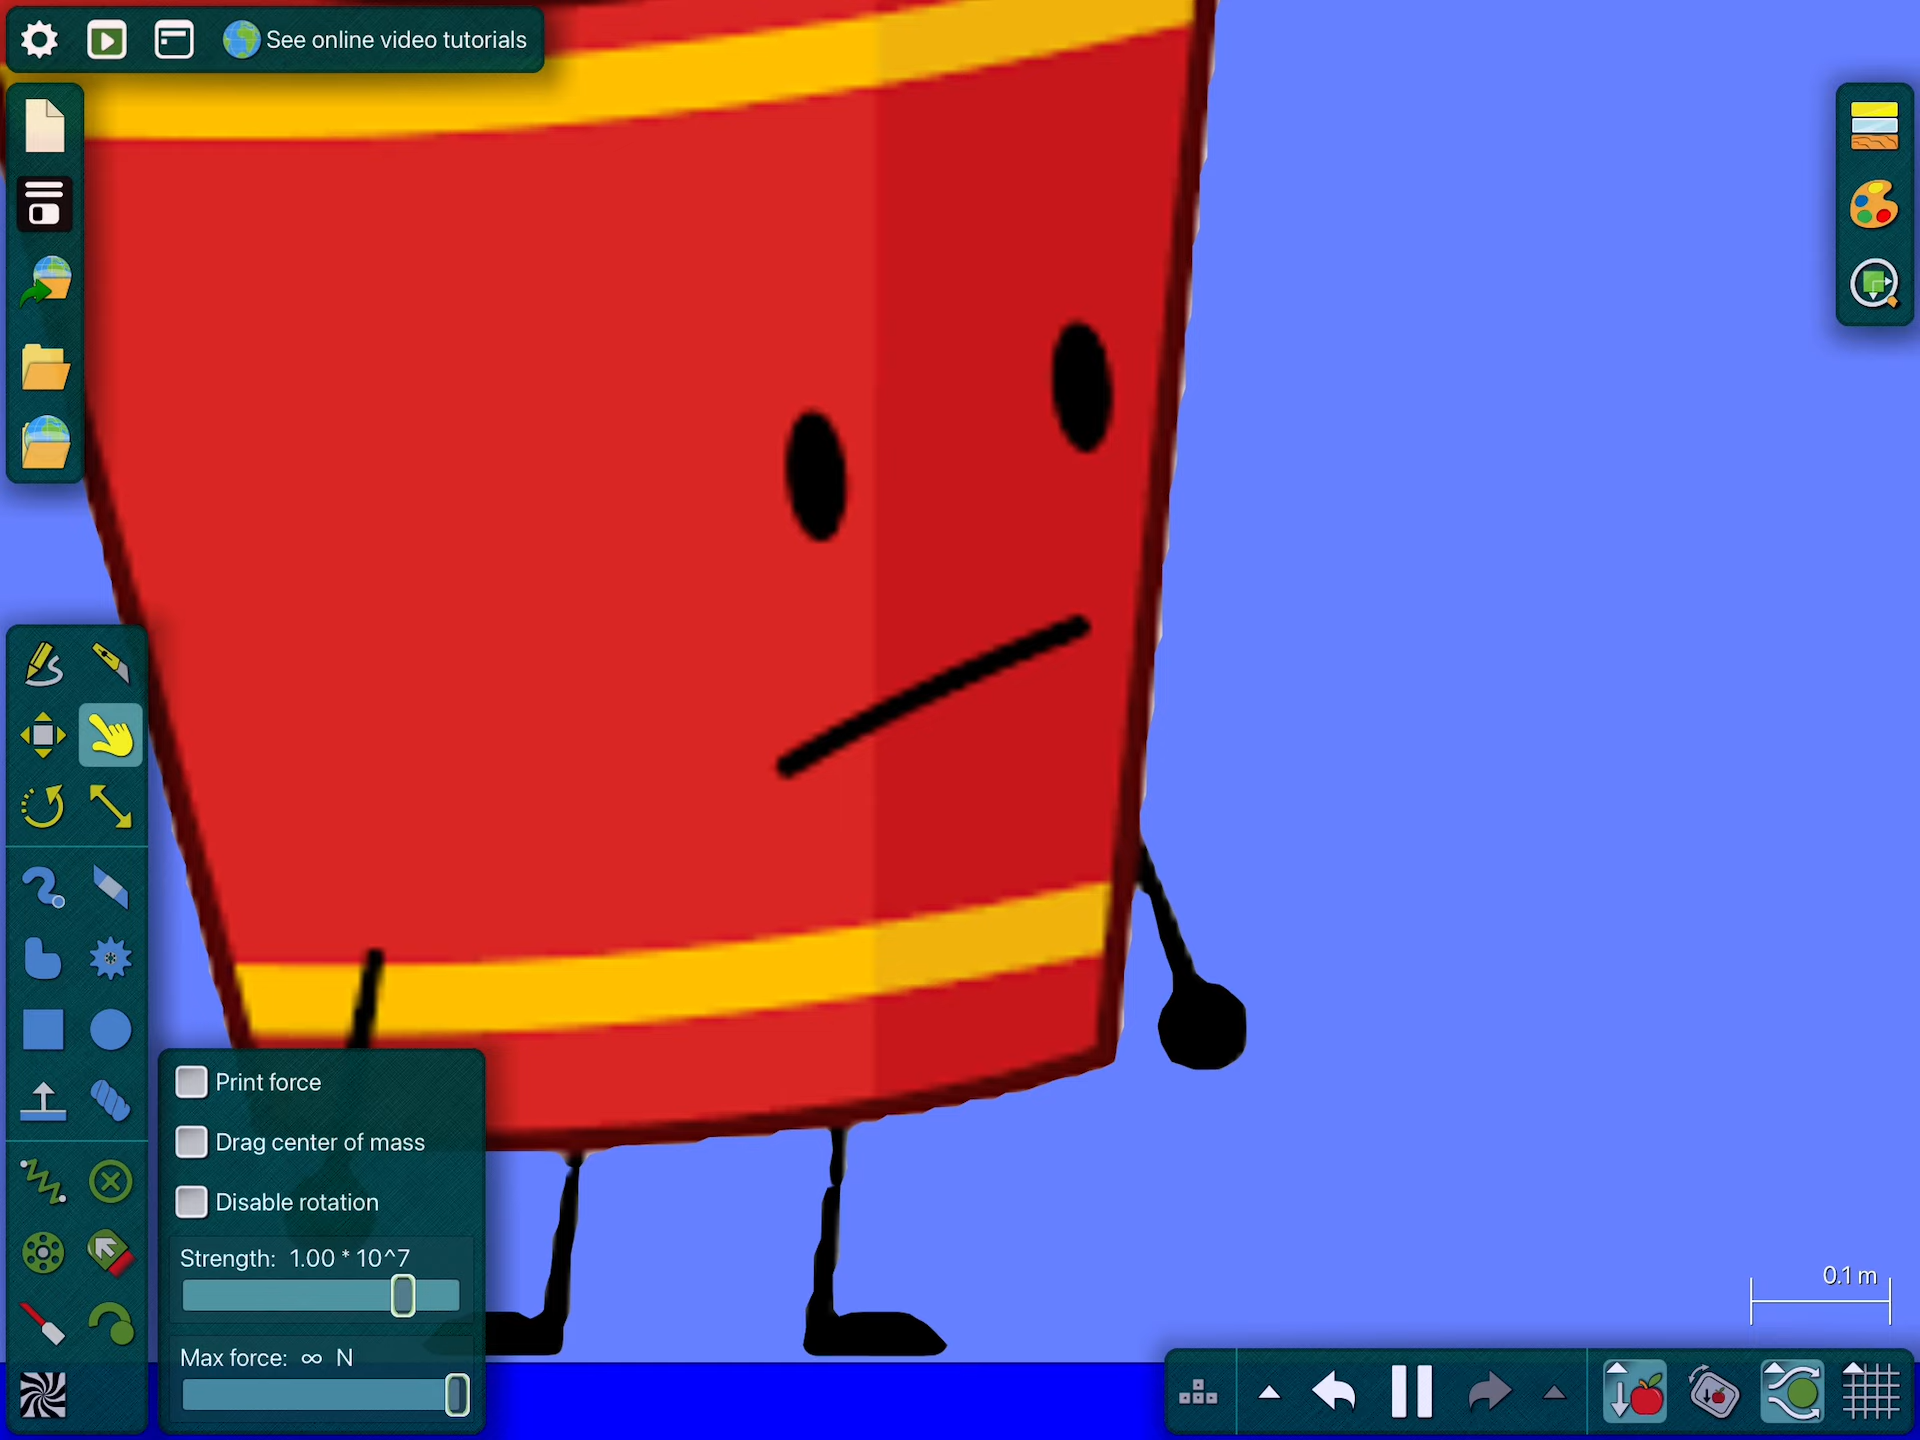 See online video tutorials
Print force
Drag center of mass
Disable rotation
Strength: 1.00 * 10^7
Max force: ∞ N
0.1 m